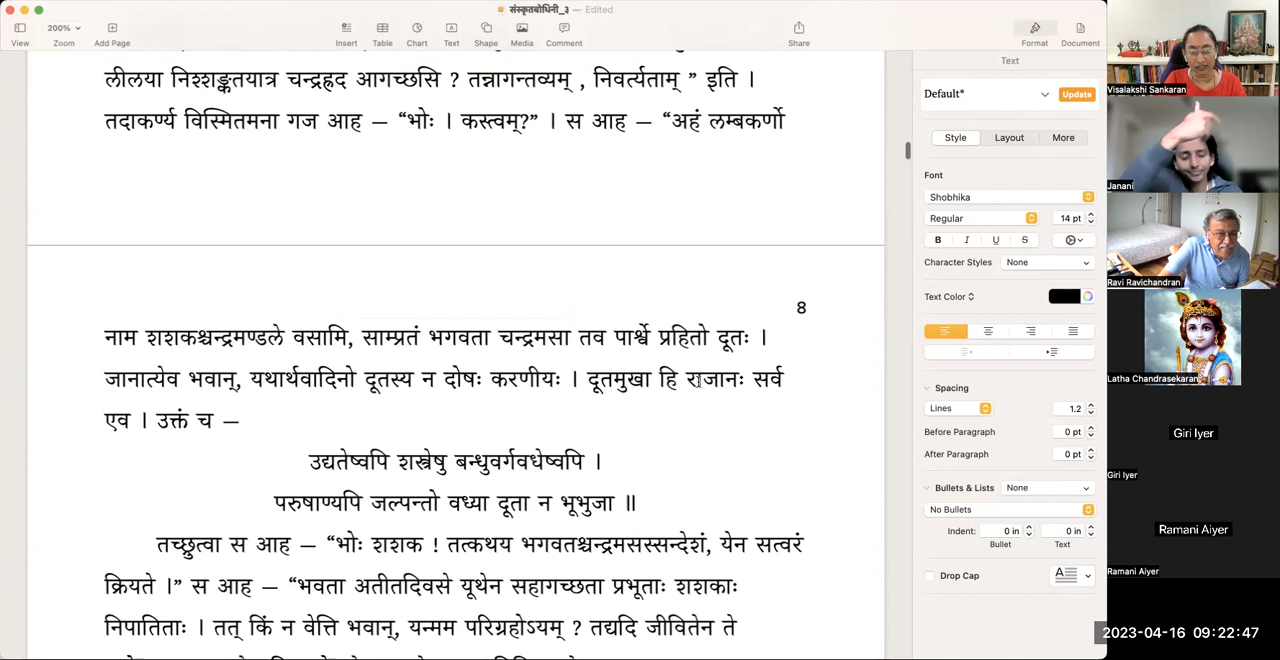 संस्कृतबोधिनी_३ — Edited
200%
View Zoom Add Page Insert Table Chart Text Shape Media Comment Share Format Document
लीलया निश्शङ्कतयात्र चन्द्रह्रद आगच्छसि ? तन्नागन्तव्यम् , निवर्त्यताम् ” इति ।
तदाकर्ण्य विस्मितमना गज आह — “भोः । कस्त्वम्?” । स आह — “अहं लम्बकर्णो
8
नाम शशकश्चन्द्रमण्डले वसामि, साम्प्रतं भगवता चन्द्रमसा तव पार्श्वे प्रहितो दूतः ।
जानात्येव भवान्, यथार्थवादिनो दूतस्य न दोषः करणीयः । दूतमुखा हि राजानः सर्व
एव । उक्तं च —
उद्यतेष्वपि शस्त्रेषु बन्धुवर्गवधेष्वपि ।
परुषाण्यपि जल्पन्तो वध्या दूता न भूभुजा ॥
तच्छ्रुत्वा स आह — “भोः शशक ! तत्कथय भगवतश्चन्द्रमसस्सन्देशं, येन सत्वरं
क्रियते ।” स आह — “भवता अतीतदिवसे यूथेन सहागच्छता प्रभूताः शशकाः
निपातिताः । तत् किं न वेत्ति भवान्, यन्मम परिग्रहोऽयम् ? तद्यदि जीवितेन ते
Text
Default*
Update
Style Layout More
Font
Shobhika
Regular 14 pt
B I U S
Character Styles None
Text Color
Spacing
Lines 1.2
Before Paragraph 0 pt
After Paragraph 0 pt
Bullets & Lists None
No Bullets
Indent: 0 in 0 in
Bullet Text
Drop Cap
Visalakshi Sankaran
Janani
Ravi Ravichandran
Latha Chandrasekaran
Giri Iyer
Giri Iyer
Ramani Aiyer
Ramani Aiyer
2023-04-16 09:22:47